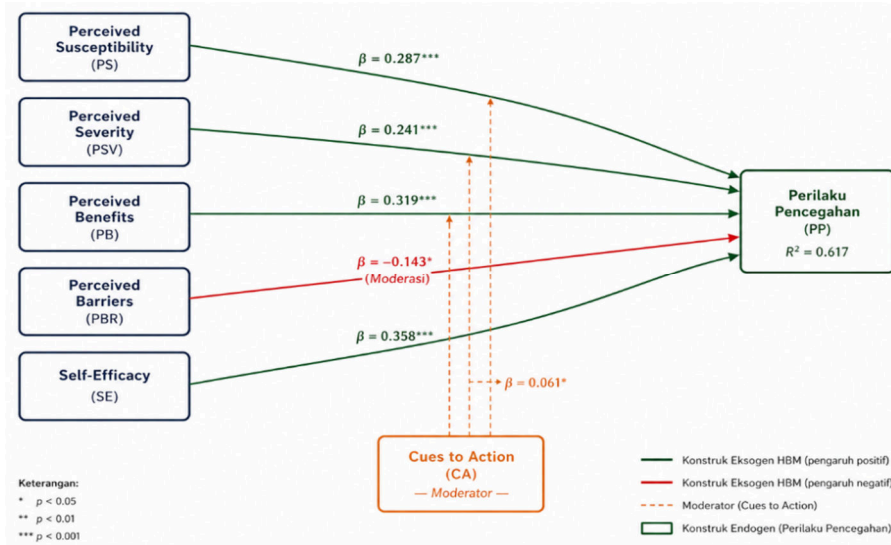 Perceived
Susceptibility
(PS)
Perceived
Severity
(PSV)
Perceived
Benefits
(PB)
Perceived
Barriers
(PBR)
Self-Efficacy
(SE)
β = 0.287***
β = 0.241***
β = 0.319***
β = −0.143*
(Moderasi)
β = 0.358***
β = 0.061*
Perilaku
Pencegahan
(PP)
R² = 0.617
Cues to Action
(CA)
— Moderator —
Keterangan:
* p < 0.05
** p < 0.01
*** p < 0.001
Konstruk Eksogen HBM (pengaruh positif)
Konstruk Eksogen HBM (pengaruh negatif)
Moderator (Cues to Action)
Konstruk Endogen (Perilaku Pencegahan)